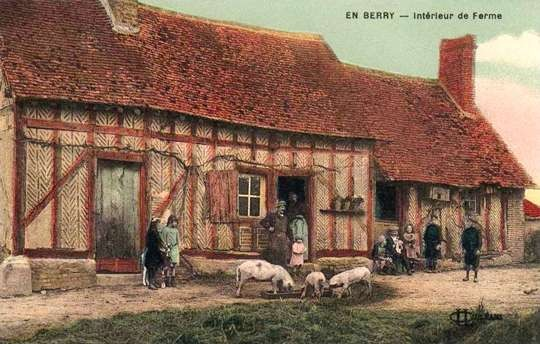 EN BERRY — Intérieur de Ferme